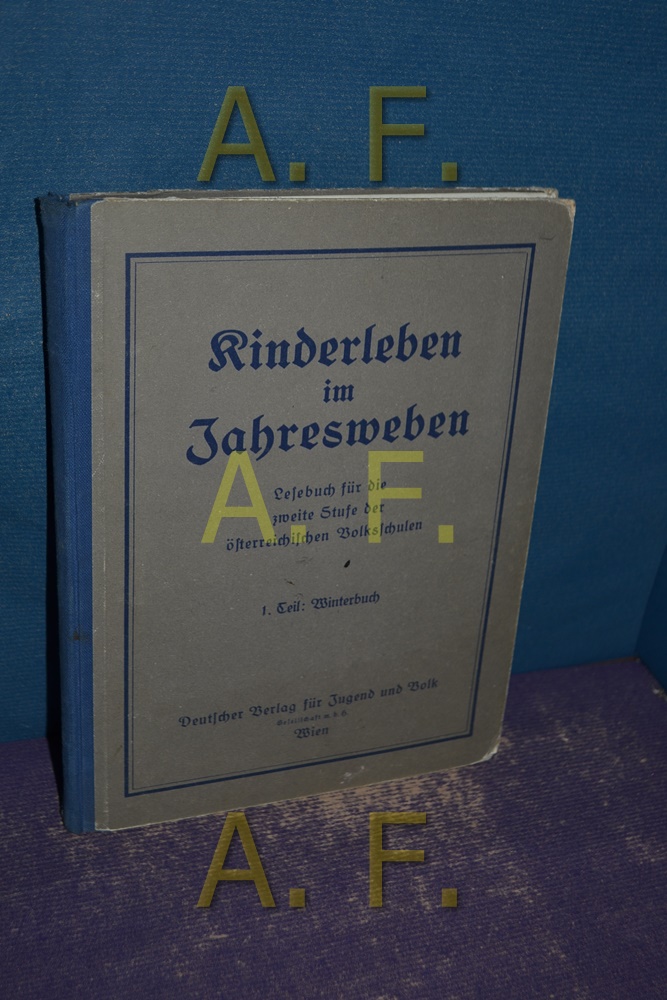 A. F.
Kinderleben
im
Jahresweben
A. F.
Lesebuch für die
zweite Stufe der
österreichischen Volksschulen
1. Teil: Winterbuch
Deutscher Verlag für Jugend und Volk
Gesellschaft m. b. H.
Wien
A. F.